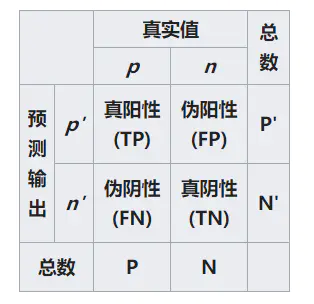 真实值
总数
p
n
预测输出
p'
真阳性
(TP)
伪阳性
(FP)
P'
n'
伪阴性
(FN)
真阴性
(TN)
N'
总数
P
N